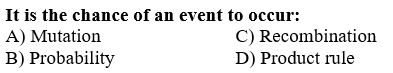 It is the chance of an event to occur:
A) Mutation C) Recombination
B) Probability D) Product rule